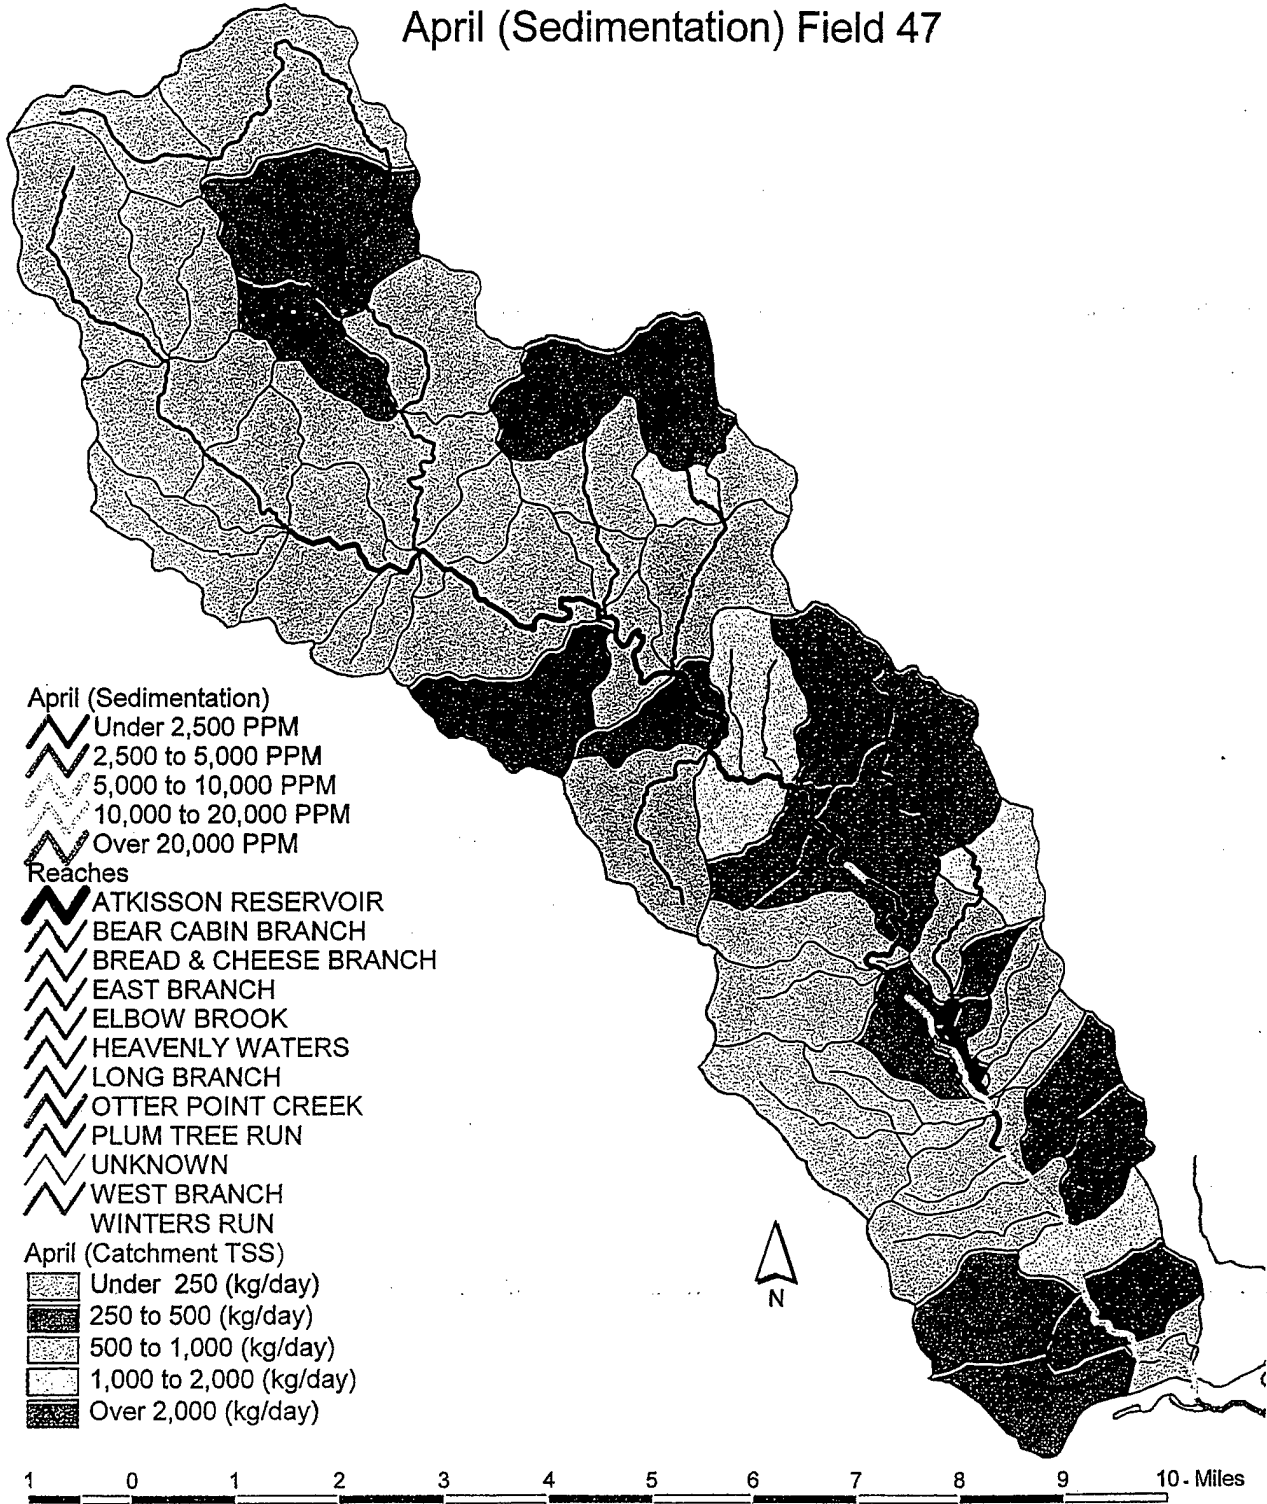 April (Sedimentation) Field 47
April (Sedimentation)
Under 2,500 PPM
2,500 to 5,000 PPM
5,000 to 10,000 PPM
10,000 to 20,000 PPM
Over 20,000 PPM
Reaches
ATKISSON RESERVOIR
BEAR CABIN BRANCH
BREAD & CHEESE BRANCH
EAST BRANCH
ELBOW BROOK
HEAVENLY WATERS
LONG BRANCH
OTTER POINT CREEK
PLUM TREE RUN
UNKNOWN
WEST BRANCH
WINTERS RUN
April (Catchment TSS)
Under 250 (kg/day)
250 to 500 (kg/day)
500 to 1,000 (kg/day)
1,000 to 2,000 (kg/day)
Over 2,000 (kg/day)
N
1 0 1 2 3 4 5 6 7 8 9 10 Miles